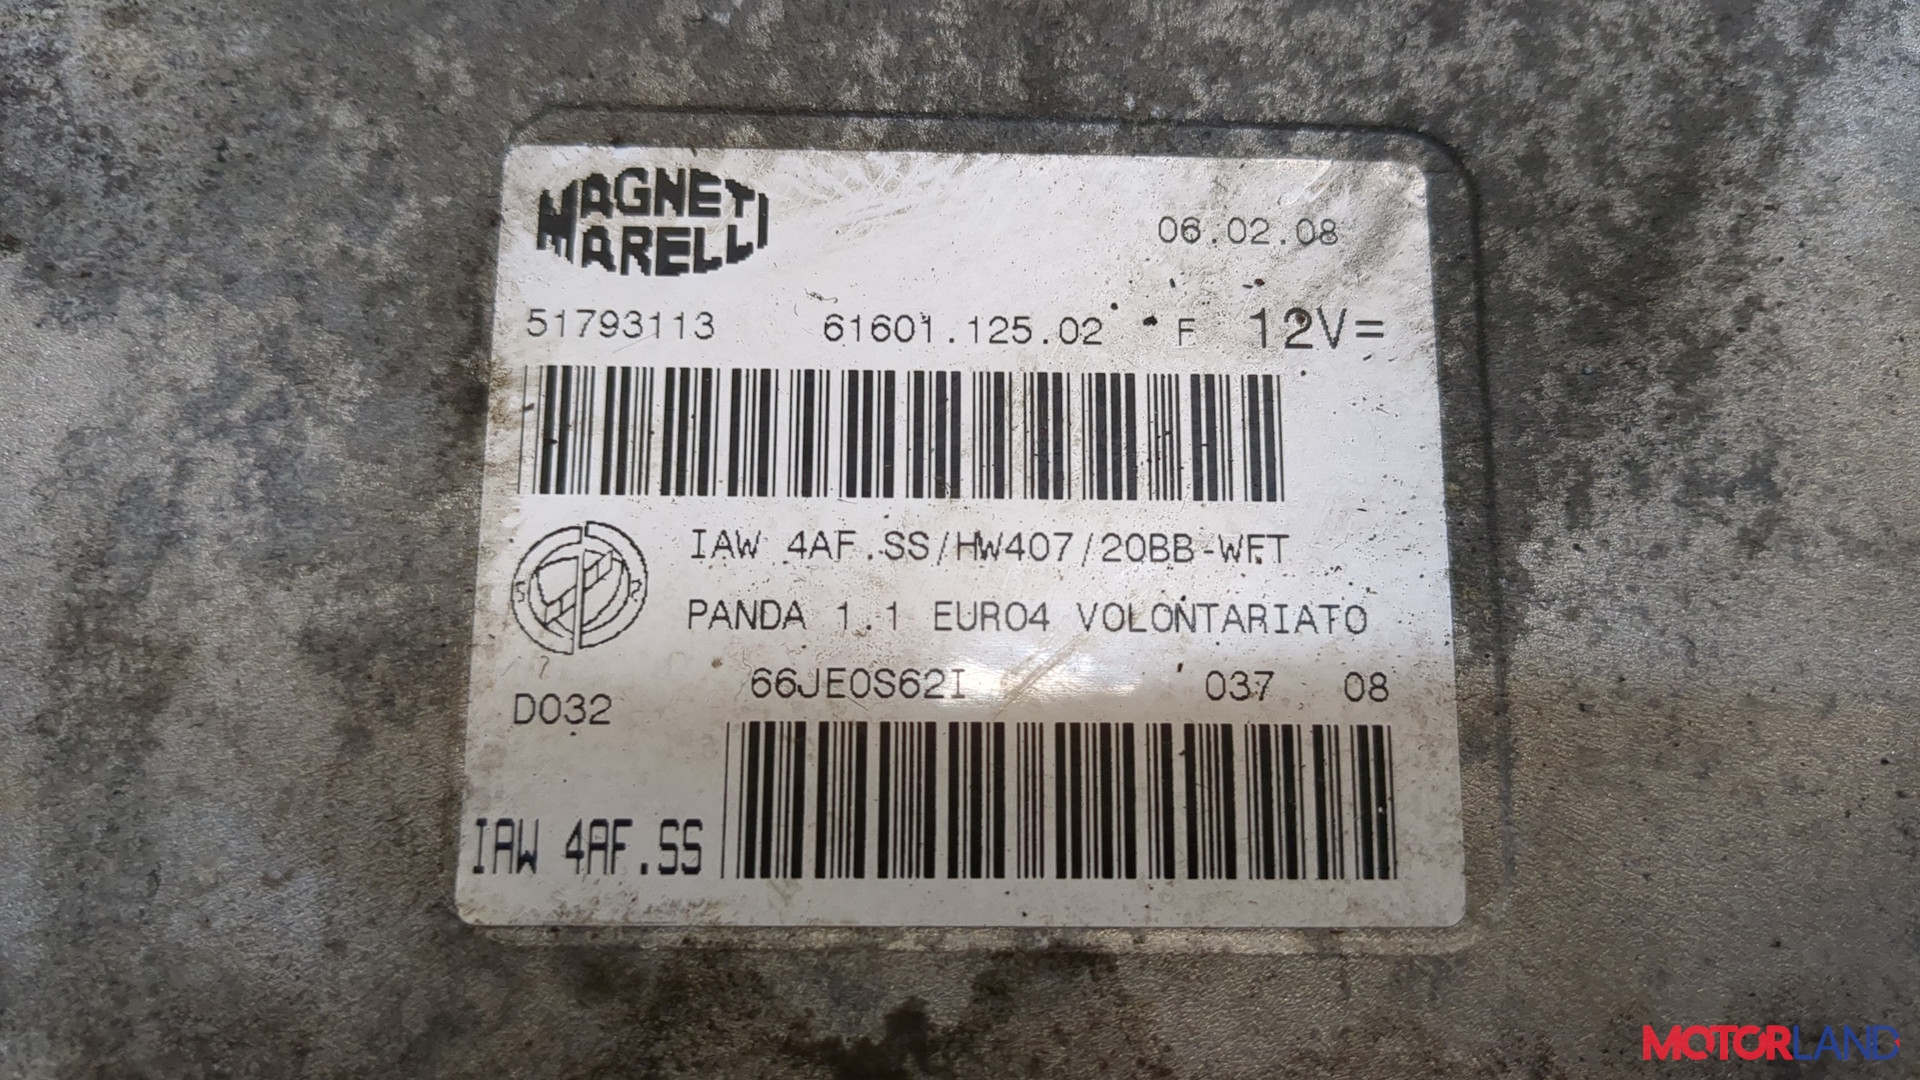 MAGNETI
MARELLI
06.02.08
51793113 61601.125.02 F 12V=
IAW 4AF.SS/HW407/20BB-WFT
S R
PANDA 1.1 EURO4 VOLONTARIATO
66JE0S62I 037 08
D032
IAW 4AF.SS
MOTORLAND